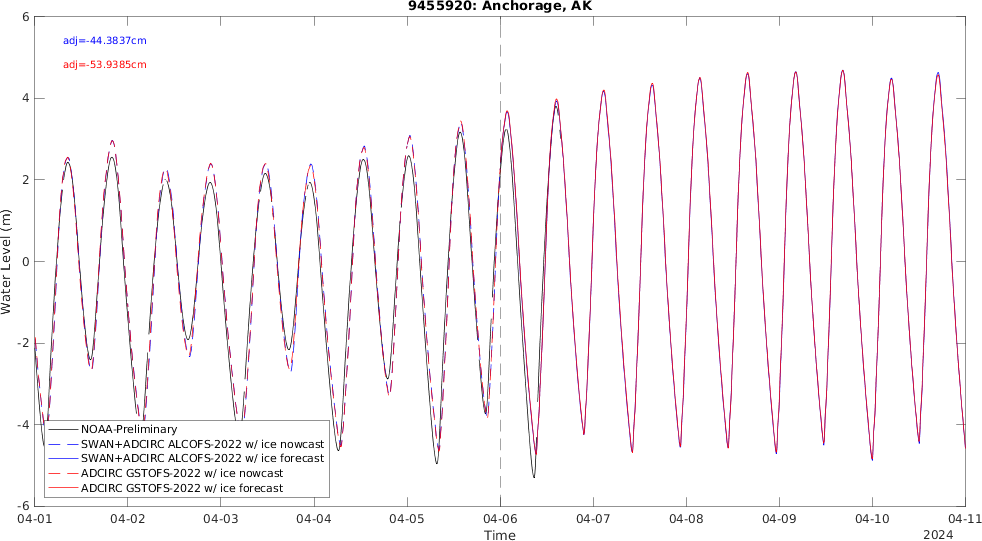 9455920: Anchorage, AK
adj=-44.3837cm
adj=-53.9385cm
6
4
2
0
-2
-4
-6
Water Level (m)
NOAA-Preliminary
SWAN+ADCIRC ALCOFS-2022 w/ ice nowcast
SWAN+ADCIRC ALCOFS-2022 w/ ice forecast
ADCIRC GSTOFS-2022 w/ ice nowcast
ADCIRC GSTOFS-2022 w/ ice forecast
04-01 04-02 04-03 04-04 04-05 04-06 04-07 04-08 04-09 04-10 04-11
Time
2024